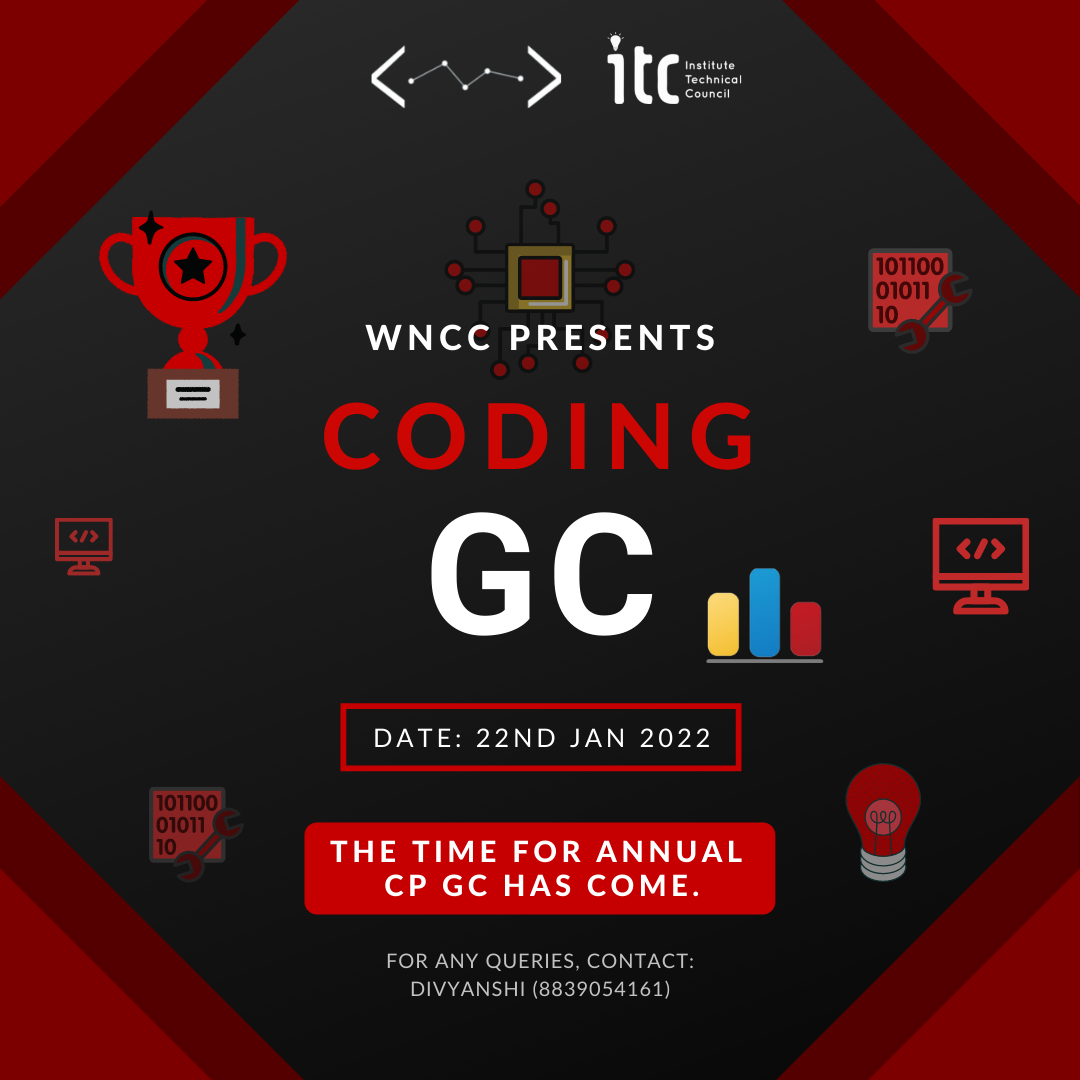 itc Institute
Technical
Council
WNCC PRESENTS
CODING
GC
DATE: 22ND JAN 2022
THE TIME FOR ANNUAL
CP GC HAS COME.
FOR ANY QUERIES, CONTACT:
DIVYANSHI (8839054161)
101100
01011
10
</>
</>
101100
01011
10